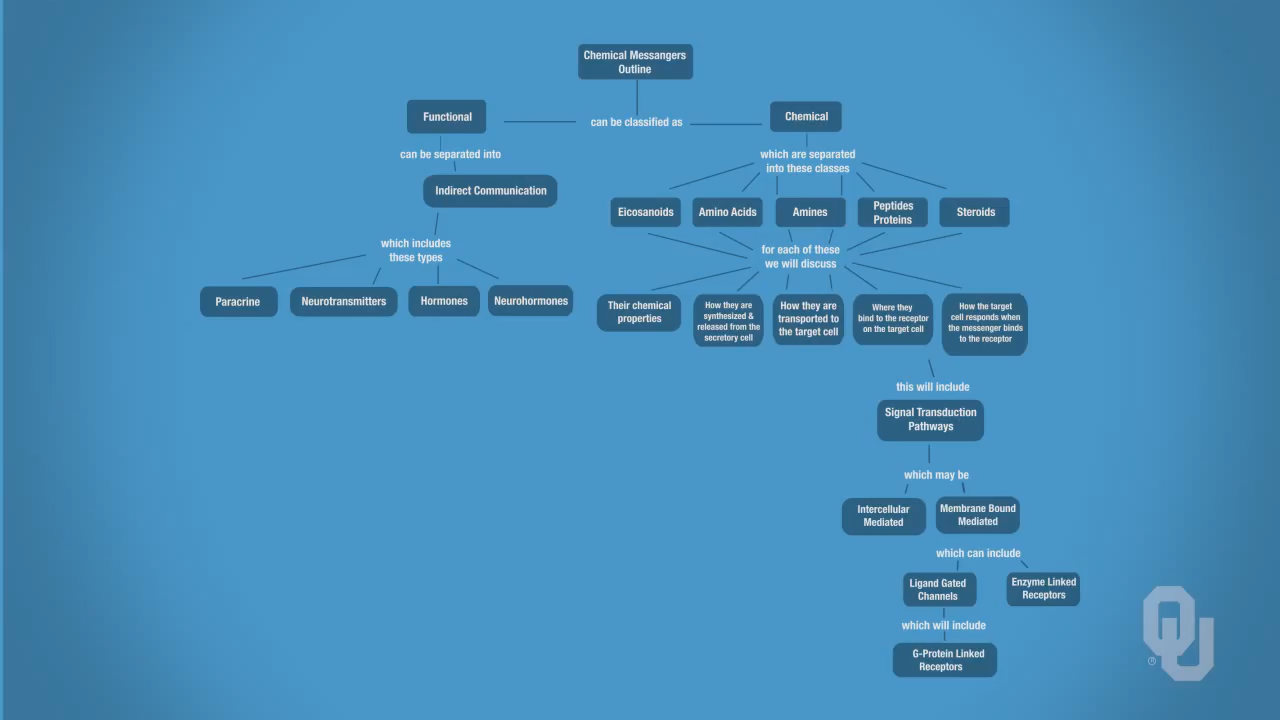 Chemical Messangers
Outline
Functional
can be classified as
Chemical
can be separated into
which are separated
into these classes
Indirect Communication
Eicosanoids
Amino Acids
Amines
Peptides
Proteins
Steroids
which includes
these types
for each of these
we will discuss
Paracrine
Neurotransmitters
Hormones
Neurohormones
Their chemical
properties
How they are
synthesized &
released from the
secretory cell
How they are
transported to
the target cell
Where they
bind to the receptor
on the target cell
How the target
cell responds when
the messenger binds
to the receptor
this will include
Signal Transduction
Pathways
which may be
Intercellular
Mediated
Membrane Bound
Mediated
which can include
Ligand Gated
Channels
Enzyme Linked
Receptors
which will include
G-Protein Linked
Receptors
OU
®